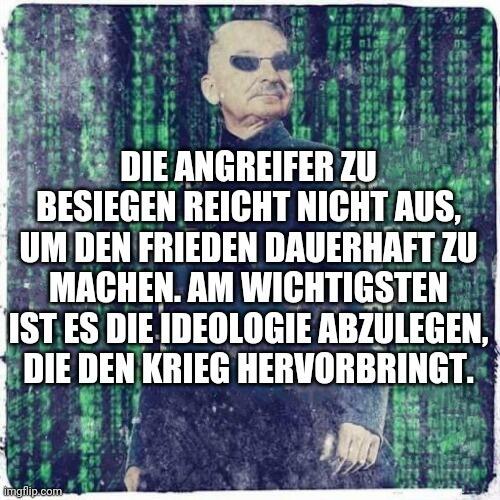 DIE ANGREIFER ZU
BESIEGEN REICHT NICHT AUS,
UM DEN FRIEDEN DAUERHAFT ZU
MACHEN. AM WICHTIGSTEN
IST ES DIE IDEOLOGIE ABZULEGEN,
DIE DEN KRIEG HERVORBRINGT.
imgflip.com